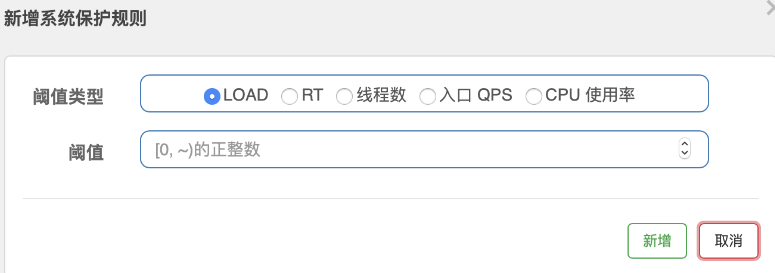 新增系统保护规则
阈值类型 LOAD RT 线程数 入口 QPS CPU 使用率
阈值 [0, ~)的正整数
新增 取消